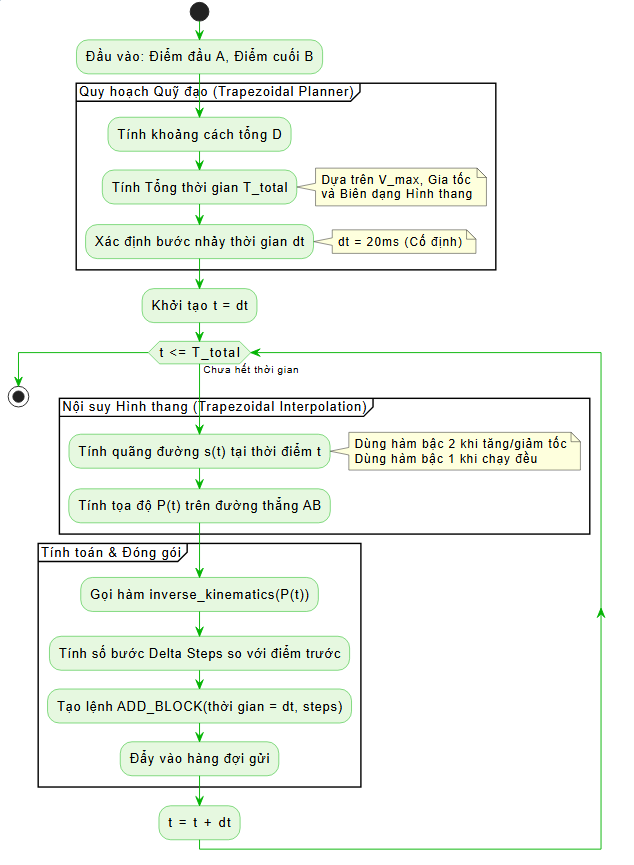 Đầu vào: Điểm đầu A, Điểm cuối B
Quy hoạch Quỹ đạo (Trapezoidal Planner)
Tính khoảng cách tổng D
Tính Tổng thời gian T_total
Dựa trên V_max, Gia tốc
và Biên dạng Hình thang
Xác định bước nhảy thời gian dt
dt = 20ms (Cố định)
Khởi tạo t = dt
t <= T_total
Chưa hết thời gian
Nội suy Hình thang (Trapezoidal Interpolation)
Tính quãng đường s(t) tại thời điểm t
Dùng hàm bậc 2 khi tăng/giảm tốc
Dùng hàm bậc 1 khi chạy đều
Tính tọa độ P(t) trên đường thẳng AB
Tính toán & Đóng gói
Gọi hàm inverse_kinematics(P(t))
Tính số bước Delta Steps so với điểm trước
Tạo lệnh ADD_BLOCK(thời gian = dt, steps)
Đẩy vào hàng đợi gửi
t = t + dt